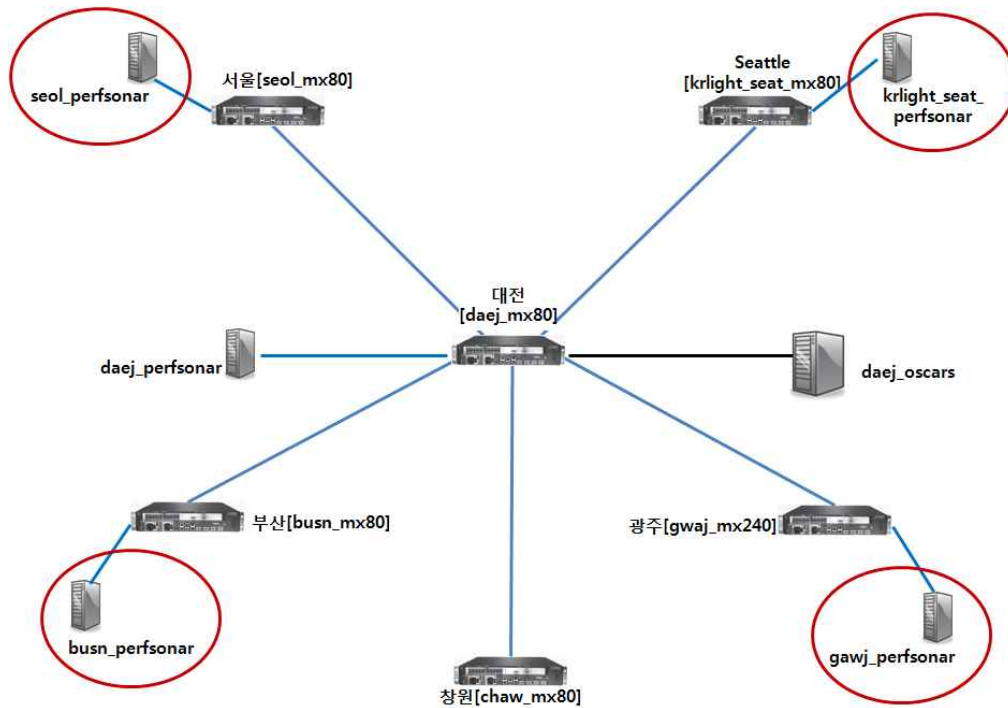 서울[seol_mx80]
seol_perfsonar
Seattle
[krlight_seat_mx80]
krlight_seat_
perfsonar
대전
[daej_mx80]
daej_perfsonar
daej_oscars
부산[busn_mx80]
광주[gwaj_mx240]
busn_perfsonar
gawj_perfsonar
창원[chaw_mx80]